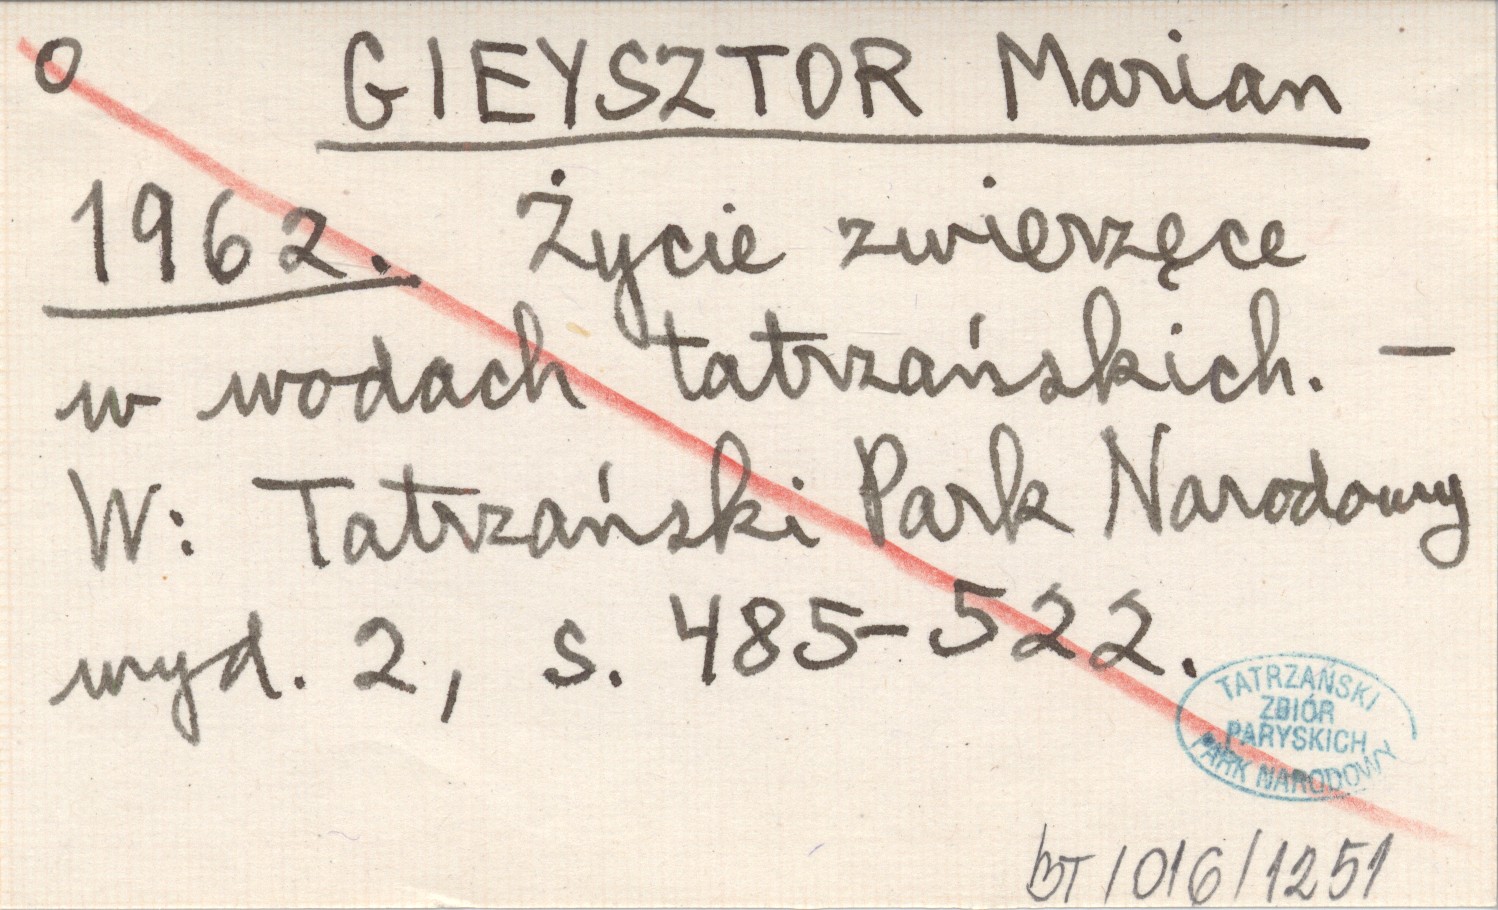 O GIEYSZTOR Marian
1962. Życie zwierzęce
w wodach tatrzańskich. —
W: Tatrzański Park Narodowy
wyd. 2, s. 485-522.
TATRZAŃSKI
ZBIÓR
PARYSKICH
PARK NARODOWY
BT/016/1251